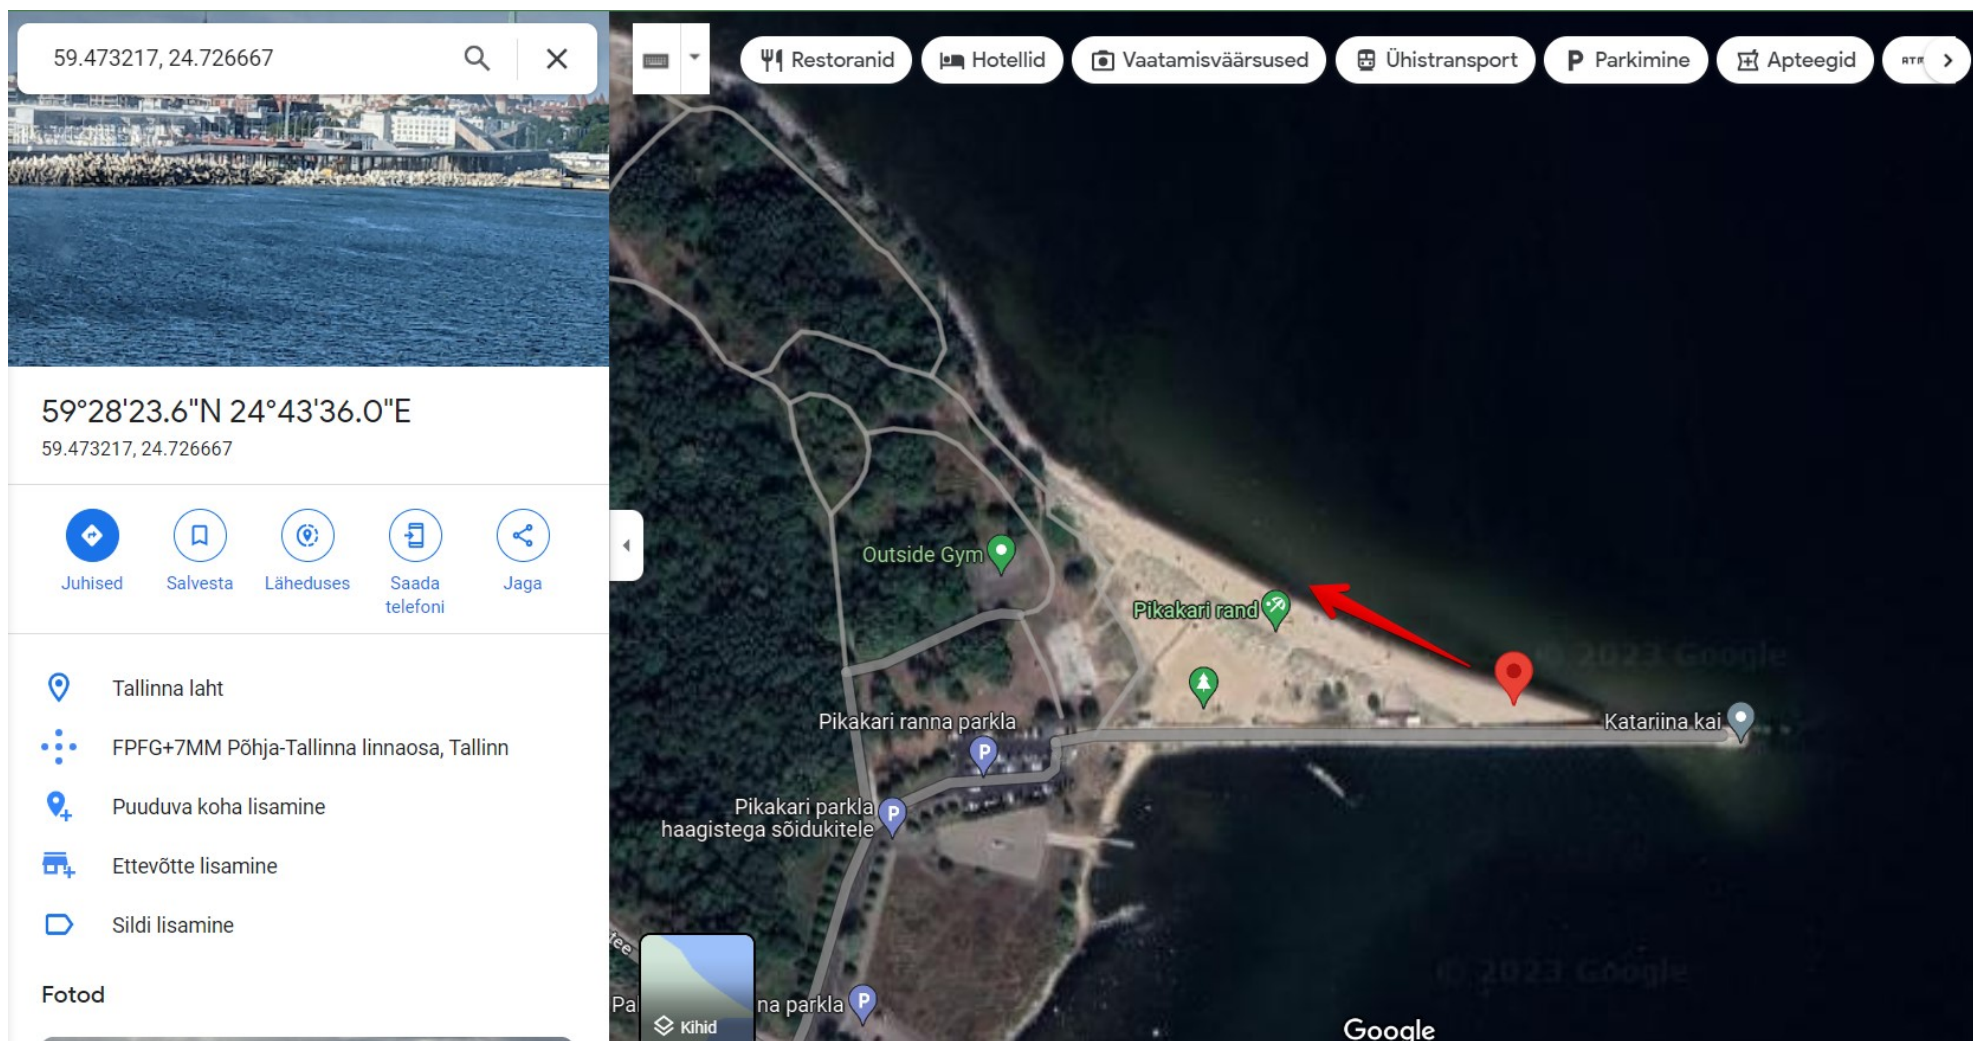 59.473217, 24.726667
Restoranid
Hotellid
Vaatamisväärsused
Ühistransport
P Parkimine
Apteegid
59°28'23.6"N 24°43'36.0"E
59.473217, 24.726667
Juhised
Salvesta
Läheduses
Saada
telefoni
Jaga
Tallinna laht
FPFG+7MM Põhja-Tallinna linnaosa, Tallinn
Puuduva koha lisamine
Ettevõtte lisamine
Sildi lisamine
Fotod
Outside Gym
Pikakari rand
© 2023 Google
Pikakari ranna parkla
P
Katariina kai
Pikakari parkla
haagistega sõidukitele
P
© 2023 Google
na parkla
P
Kihid
Google